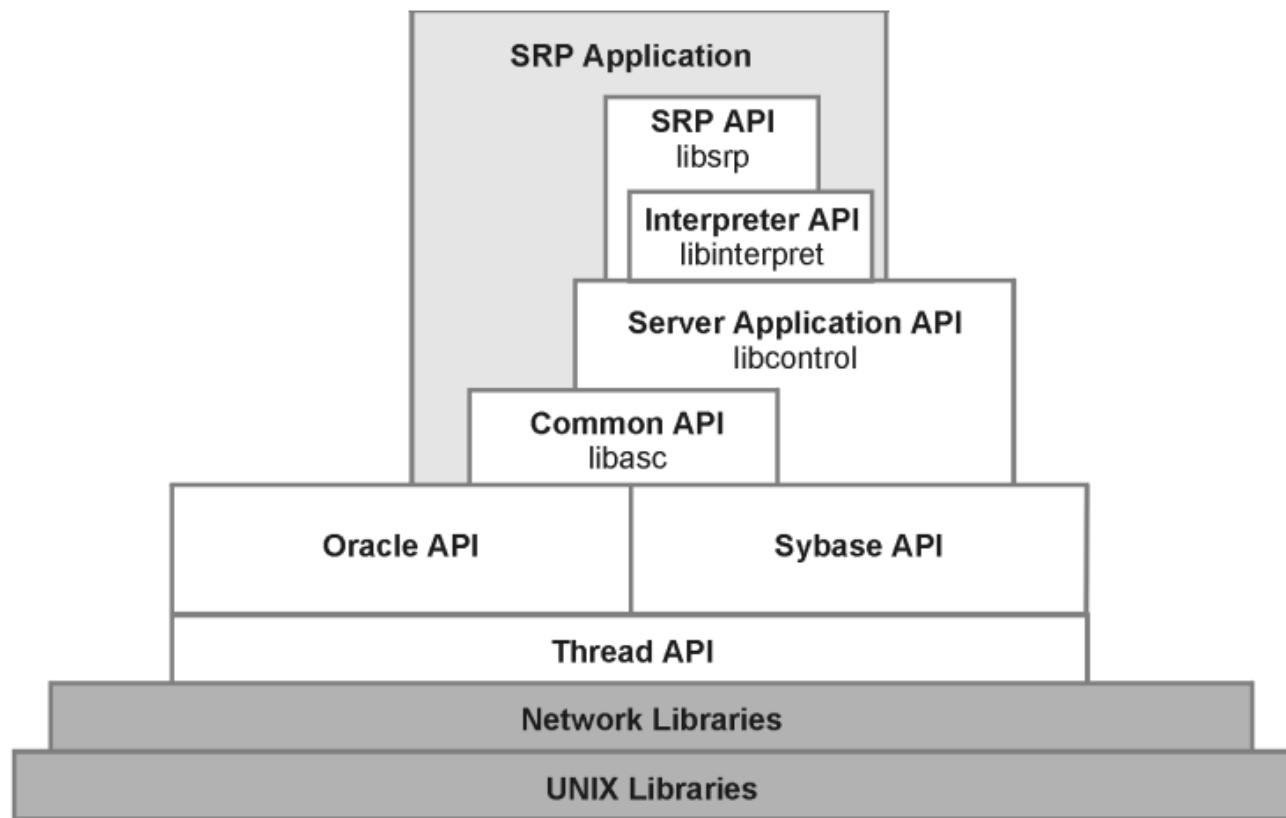 SRP Application
SRP API
libsrp
Interpreter API
libinterpret
Server Application API
libcontrol
Common API
libasc
Oracle API
Sybase API
Thread API
Network Libraries
UNIX Libraries